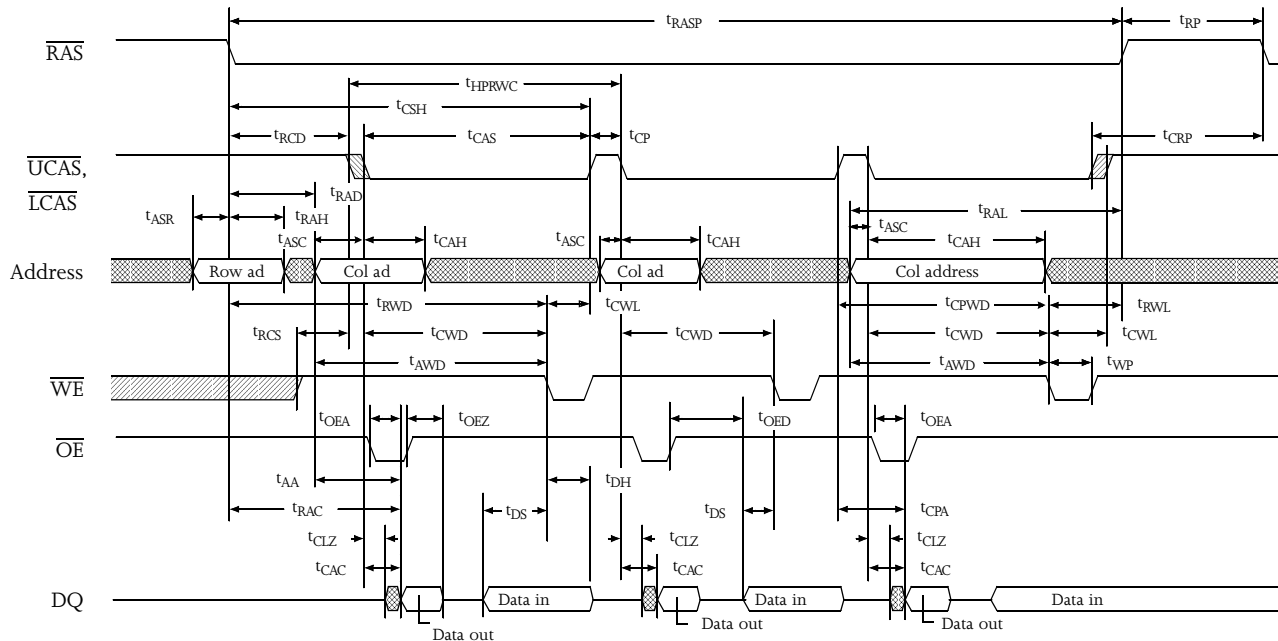 tRASP tRP
RAS
tHPRWC
tCSH
tRCD tCAS tCP tCRP
UCAS,
LCAS
tRAD tRAL
tASR tRAH tASC
tASC tCAH tASC tCAH tCAH
Address Row ad Col ad Col ad Col address
tRWD tCWL tCPWD tRWL
tRCS tCWD tCWD tCWD tCWL
tAWD tAWD tWP
WE
tOEA tOEZ tOED tOEA
OE
tAA tDH
tRAC tDS tDS tCPA
tCLZ tCLZ tCLZ
tCAC tCAC tCAC
DQ Data in Data in Data in
Data out Data out Data out